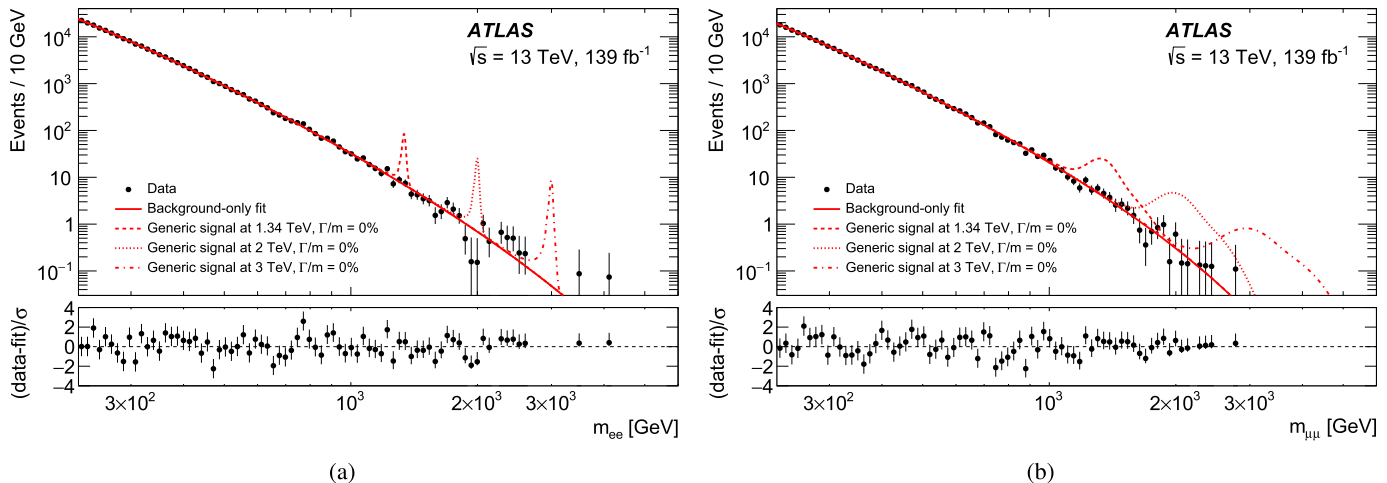 Events / 10 GeV
10⁴
10³
10²
10
1
10⁻¹
ATLAS
√s = 13 TeV, 139 fb⁻¹
Data
Background-only fit
Generic signal at 1.34 TeV, Γ/m = 0%
Generic signal at 2 TeV, Γ/m = 0%
Generic signal at 3 TeV, Γ/m = 0%
(data-fit)/σ
4
2
0
−2
−4
3×10² 10³ 2×10³ 3×10³
m_ee [GeV]
(a)
Events / 10 GeV
10⁴
10³
10²
10
1
10⁻¹
ATLAS
√s = 13 TeV, 139 fb⁻¹
Data
Background-only fit
Generic signal at 1.34 TeV, Γ/m = 0%
Generic signal at 2 TeV, Γ/m = 0%
Generic signal at 3 TeV, Γ/m = 0%
(data-fit)/σ
4
2
0
−2
−4
3×10² 10³ 2×10³ 3×10³
m_μμ [GeV]
(b)